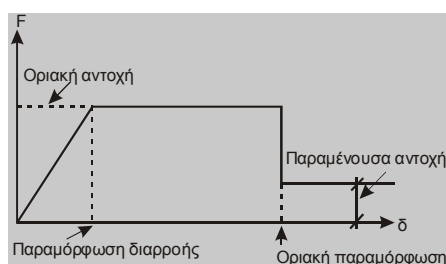 F
Οριακή αντοχή
Παραμένουσα αντοχή
δ
Παραμόρφωση διαρροής
Οριακή παραμόρφωση